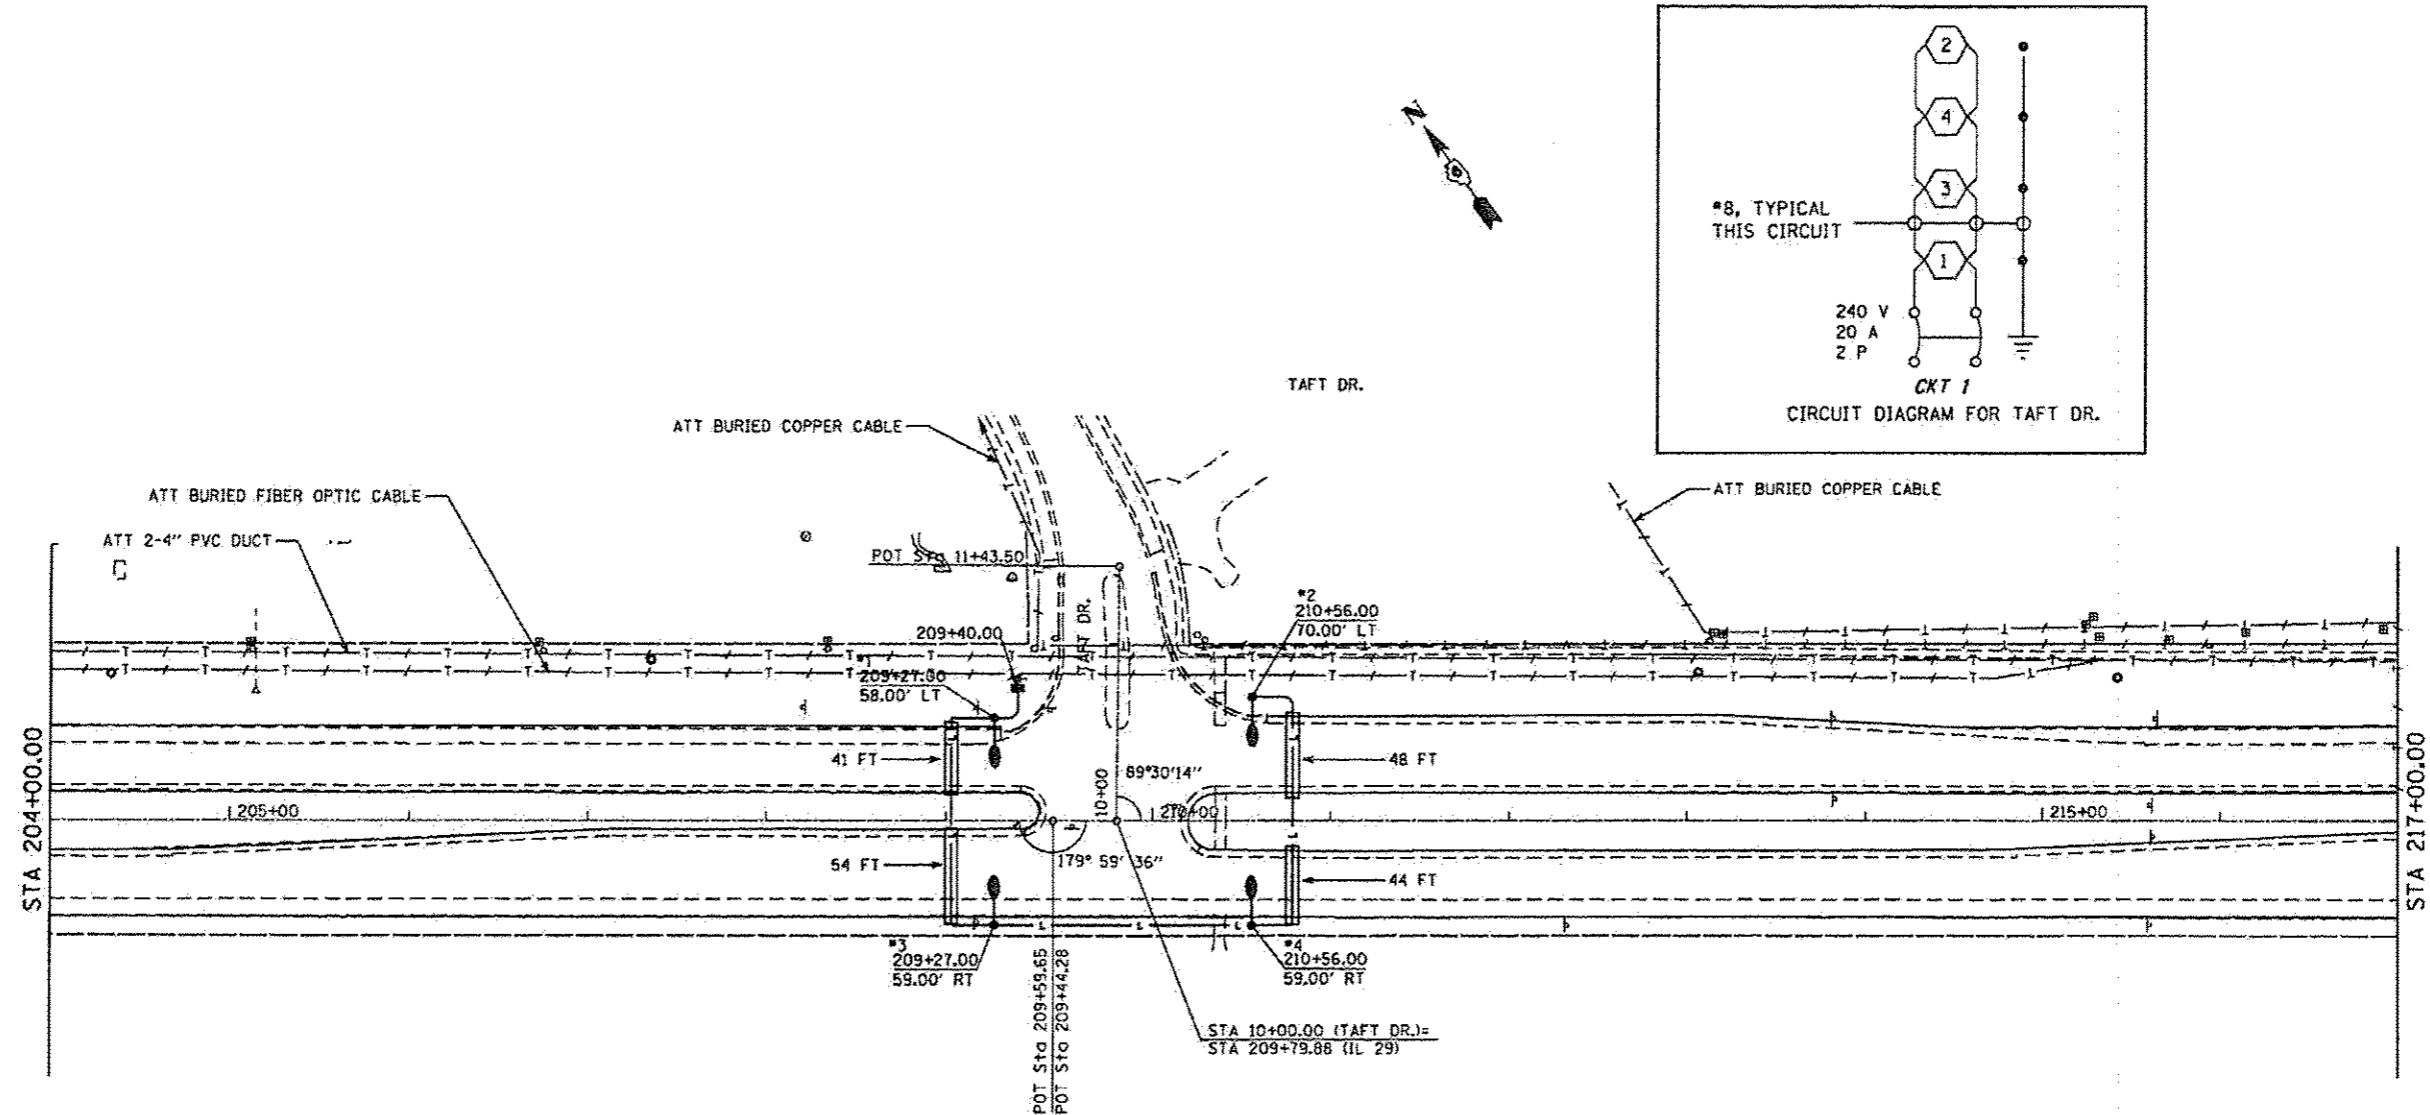 2
4
3
1
#8, TYPICAL
THIS CIRCUIT
240 V
20 A
2 P
CKT 1
CIRCUIT DIAGRAM FOR TAFT DR.
N
TAFT DR.
ATT BURIED COPPER CABLE
ATT BURIED FIBER OPTIC CABLE
ATT 2-4" PVC DUCT
ATT BURIED COPPER CABLE
POT Sta 11+43.50
TAFT DR.
#2
210+56.00
70.00' LT
209+40.00
#1
209+27.00
58.00' LT
STA 204+00.00
STA 217+00.00
41 FT
48 FT
89°30'14"
10+00
205+00
210+00
215+00
54 FT
179° 59' 36"
44 FT
#3
209+27.00
59.00' RT
#4
210+56.00
59.00' RT
POT Sta 209+59.65
POT Sta 209+44.28
STA 10+00.00 (TAFT DR.)=
STA 209+79.88 (IL 29)